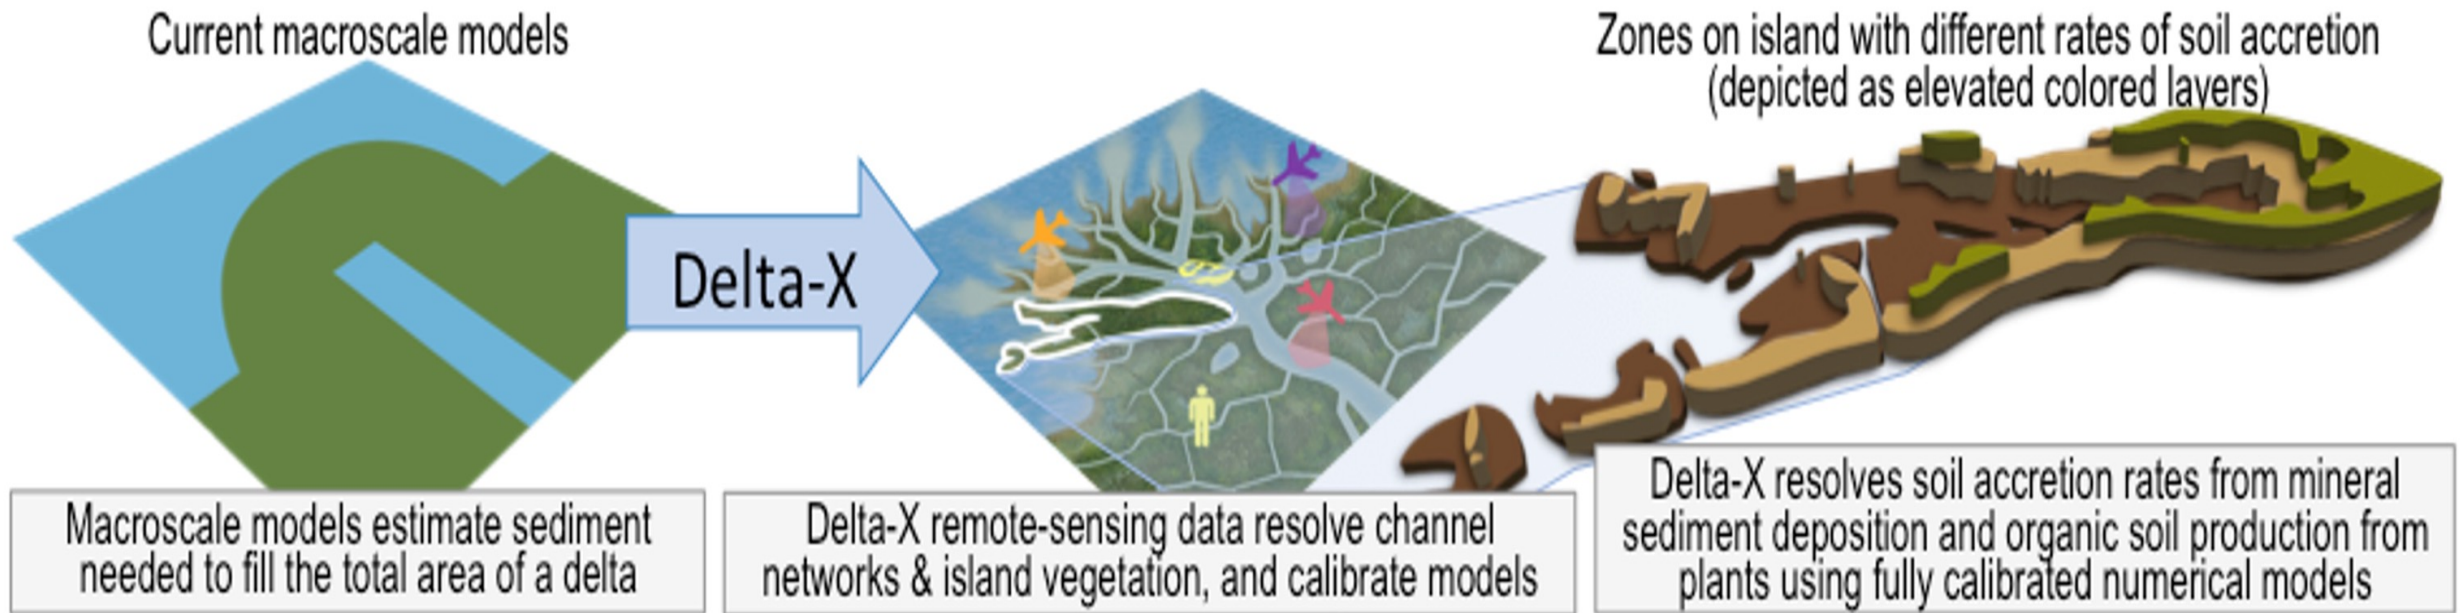 Current macroscale models
Zones on island with different rates of soil accretion
(depicted as elevated colored layers)
Delta-X
Macroscale models estimate sediment
needed to fill the total area of a delta
Delta-X remote-sensing data resolve channel
networks & island vegetation, and calibrate models
Delta-X resolves soil accretion rates from mineral
sediment deposition and organic soil production from
plants using fully calibrated numerical models